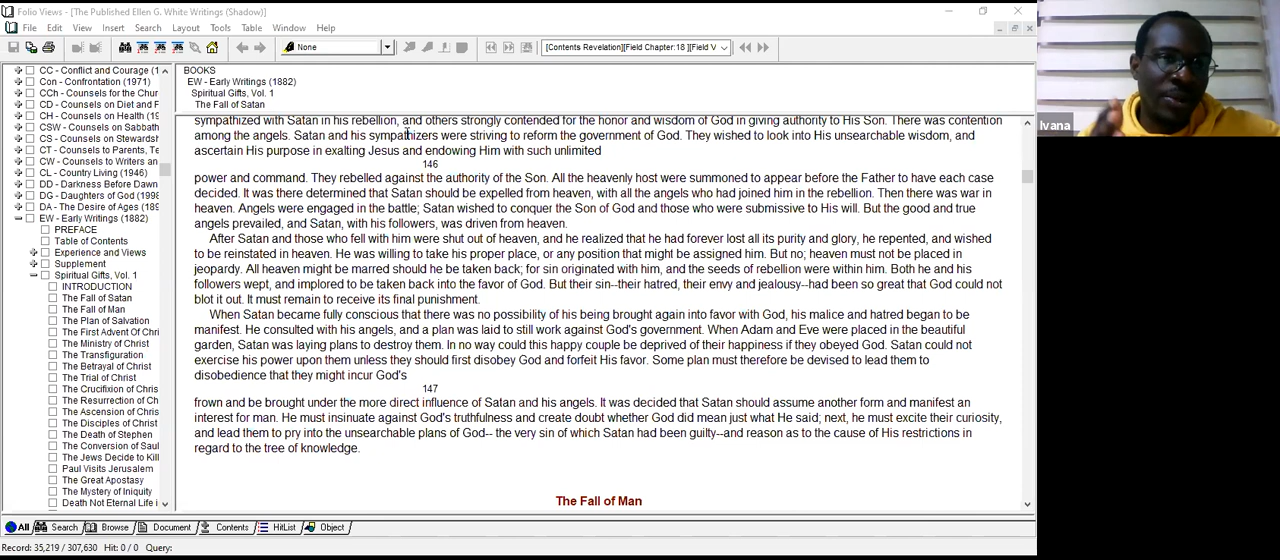 Folio Views - [The Published Ellen G. White Writings (Shadow)]
File Edit View Insert Search Layout Tools Table Window Help
None
[Contents Revelation][Field Chapter:18 ][Field V
CC - Conflict and Courage (1
Con - Confrontation (1971)
CCh - Counsels for the Chur
CD - Counsels on Diet and F
CH - Counsels on Health (19
CSW - Counsels on Sabbath
CS - Counsels on Stewardsh
CT - Counsels to Parents, Te
CW - Counsels to Writers an
CL - Country Living (1946)
DD - Darkness Before Dawn
DG - Daughters of God (1998
DA - The Desire of Ages (189
EW - Early Writings (1882)
PREFACE
Table of Contents
Experience and Views
Supplement
Spiritual Gifts, Vol. 1
INTRODUCTION
The Fall of Satan
The Fall of Man
The Plan of Salvation
The First Advent Of Chri
The Ministry of Christ
The Transfiguration
The Betrayal of Christ
The Trial of Christ
The Crucifixion of Chris
The Resurrection of Chr
The Ascension of Chris
The Disciples of Christ
The Death of Stephen
The Conversion of Saul
The Jews Decide to Kill
Paul Visits Jerusalem
The Great Apostasy
The Mystery of Iniquity
Death Not Eternal Life i
BOOKS
EW - Early Writings (1882)
Spiritual Gifts, Vol. 1
The Fall of Satan
sympathized with Satan in his rebellion, and others strongly contended for the honor and wisdom of God in giving authority to His Son. There was contention
among the angels. Satan and his sympathizers were striving to reform the government of God. They wished to look into His unsearchable wisdom, and
ascertain His purpose in exalting Jesus and endowing Him with such unlimited
146
power and command. They rebelled against the authority of the Son. All the heavenly host were summoned to appear before the Father to have each case
decided. It was there determined that Satan should be expelled from heaven, with all the angels who had joined him in the rebellion. Then there was war in
heaven. Angels were engaged in the battle; Satan wished to conquer the Son of God and those who were submissive to His will. But the good and true
angels prevailed, and Satan, with his followers, was driven from heaven.
After Satan and those who fell with him were shut out of heaven, and he realized that he had forever lost all its purity and glory, he repented, and wished
to be reinstated in heaven. He was willing to take his proper place, or any position that might be assigned him. But no; heaven must not be placed in
jeopardy. All heaven might be marred should he be taken back; for sin originated with him, and the seeds of rebellion were within him. Both he and his
followers wept, and implored to be taken back into the favor of God. But their sin--their hatred, their envy and jealousy--had been so great that God could not
blot it out. It must remain to receive its final punishment.
When Satan became fully conscious that there was no possibility of his being brought again into favor with God, his malice and hatred began to be
manifest. He consulted with his angels, and a plan was laid to still work against God's government. When Adam and Eve were placed in the beautiful
garden, Satan was laying plans to destroy them. In no way could this happy couple be deprived of their happiness if they obeyed God. Satan could not
exercise his power upon them unless they should first disobey God and forfeit His favor. Some plan must therefore be devised to lead them to
disobedience that they might incur God's
147
frown and be brought under the more direct influence of Satan and his angels. It was decided that Satan should assume another form and manifest an
interest for man. He must insinuate against God's truthfulness and create doubt whether God did mean just what He said; next, he must excite their curiosity,
and lead them to pry into the unsearchable plans of God-- the very sin of which Satan had been guilty--and reason as to the cause of His restrictions in
regard to the tree of knowledge.
The Fall of Man
All Search Browse Document Contents HitList Object
Record: 35,219 / 307,630 Hit: 0 / 0 Query:
Ivana